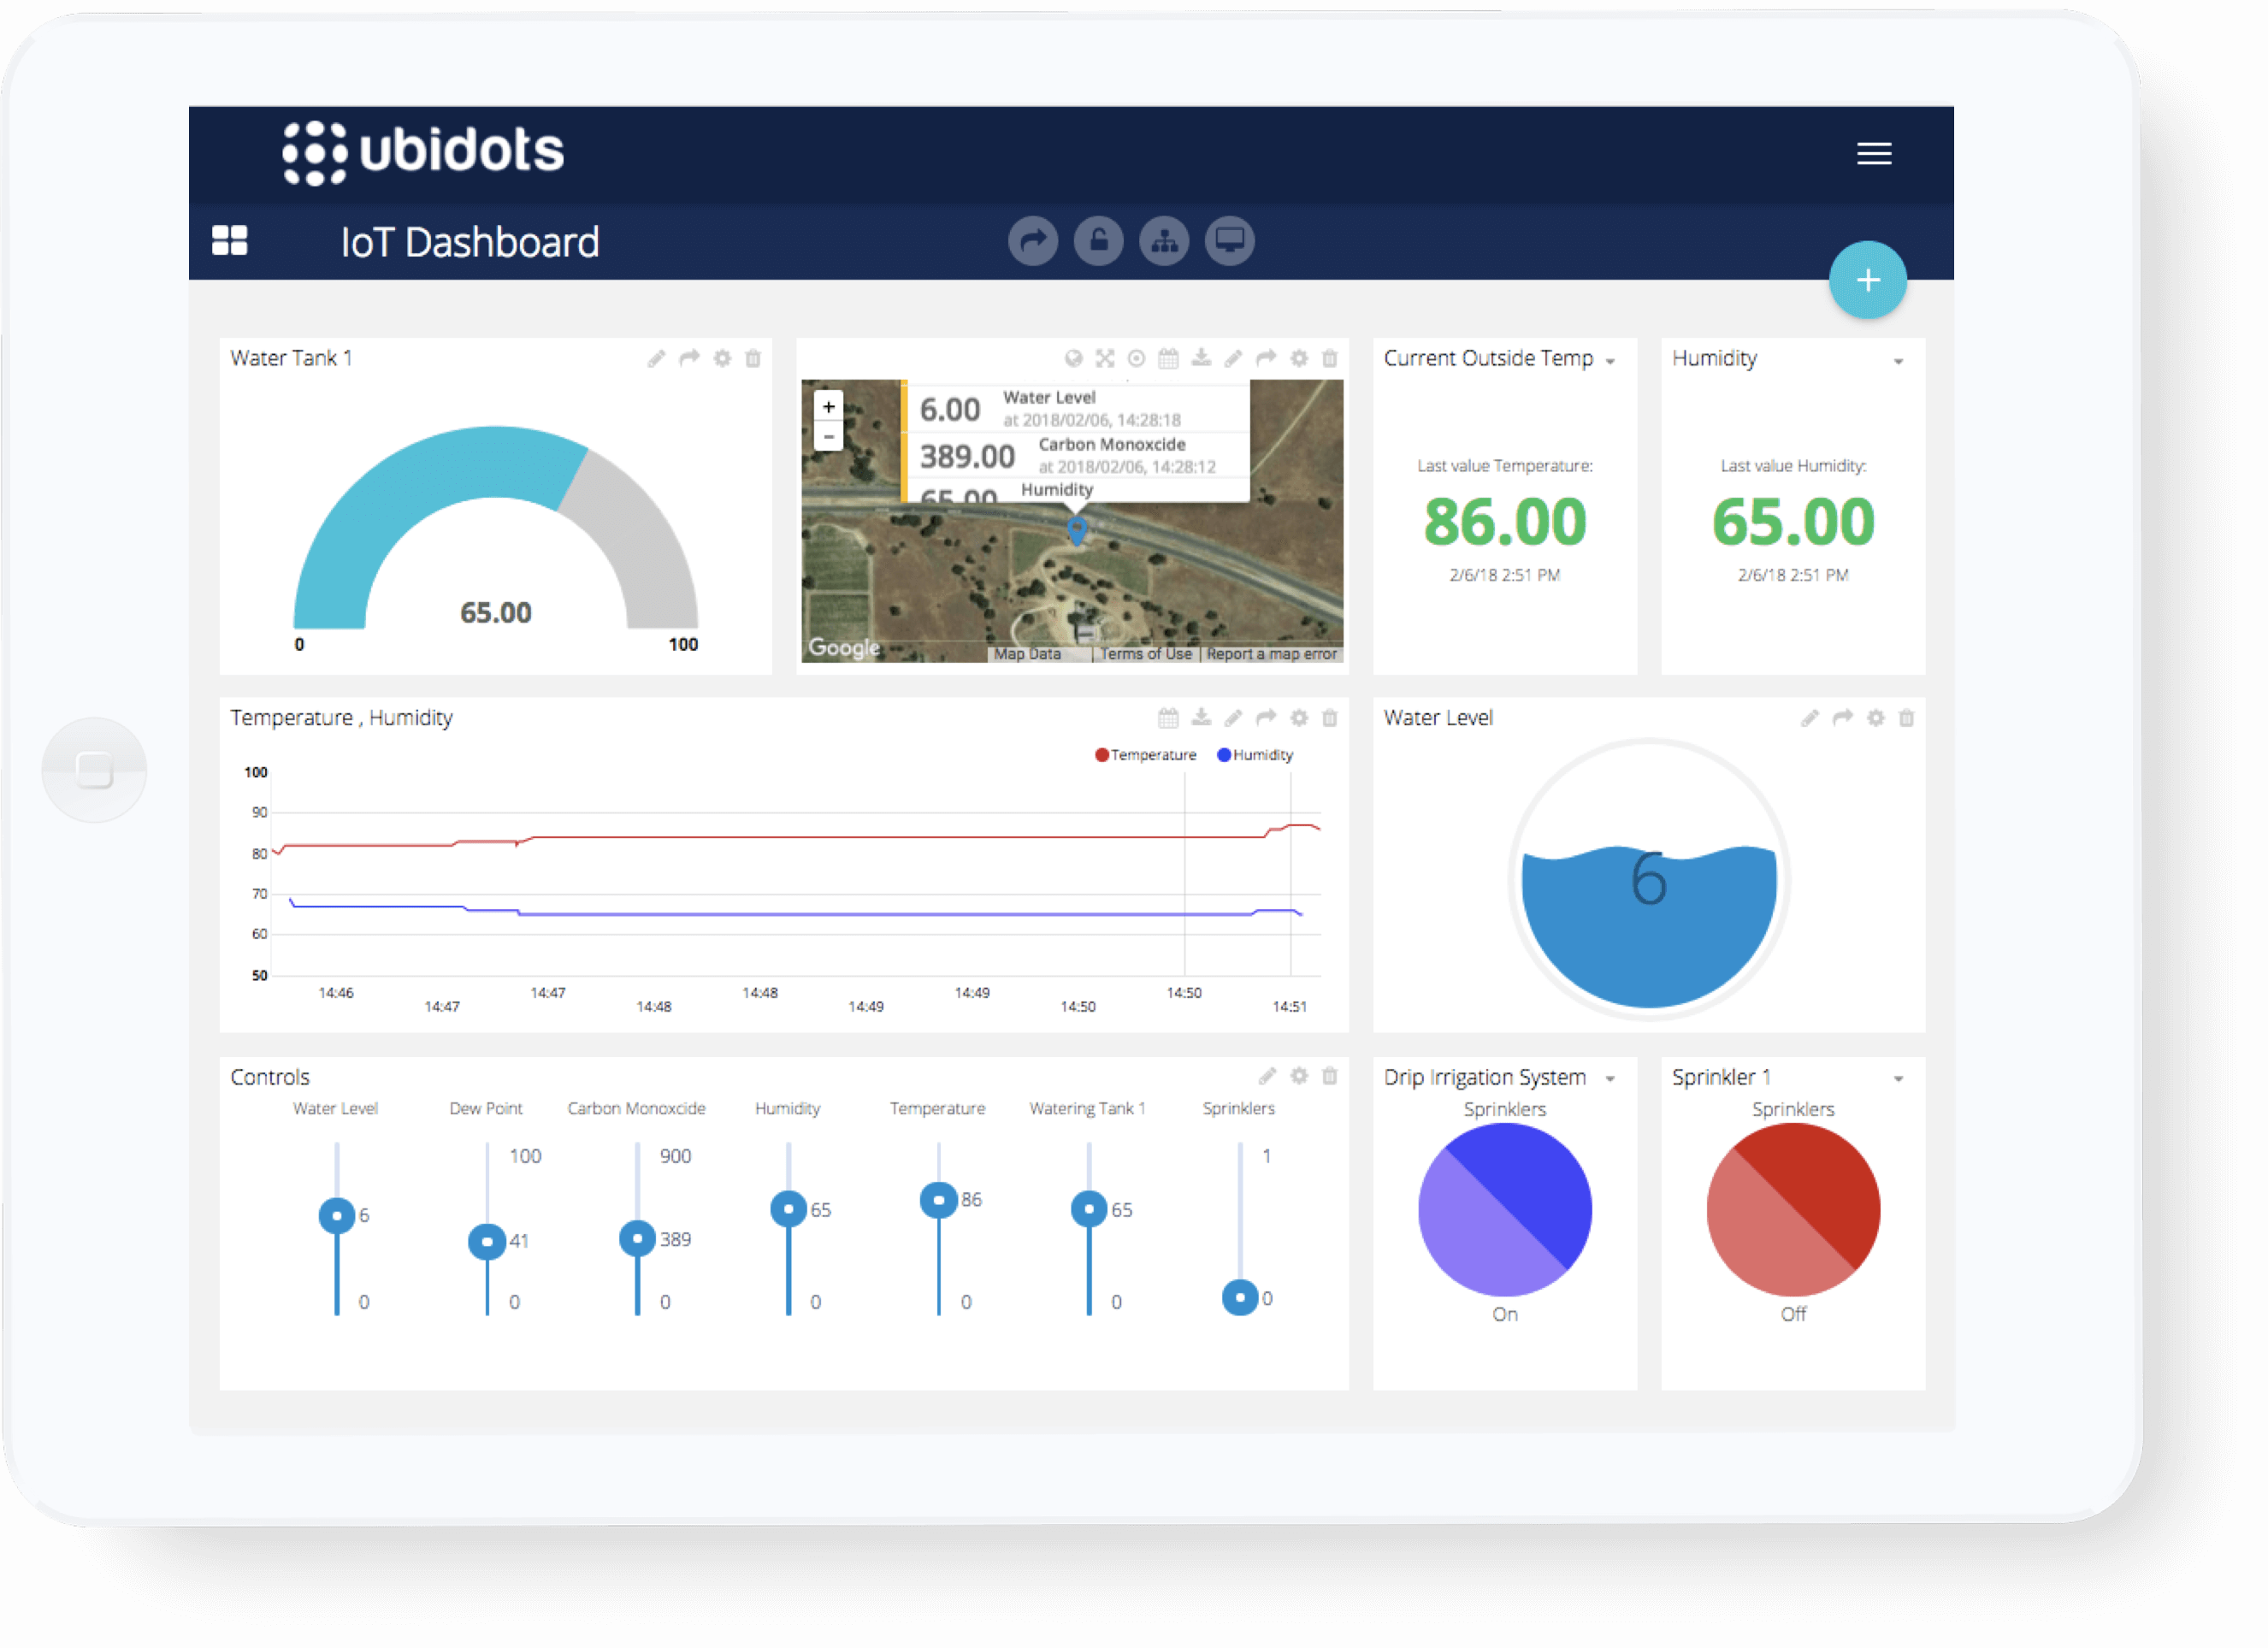 ubidots
IoT Dashboard
+
Water Tank 1
65.00
0
100
+
−
6.00
Water Level
at 2018/02/06, 14:28:18
389.00
Carbon Monoxcide
at 2018/02/06, 14:28:12
65.00
Humidity
Google
Map Data | Terms of Use | Report a map error
Current Outside Temp
Last value Temperature:
86.00
2/6/18 2:51 PM
Humidity
Last value Humidity:
65.00
2/6/18 2:51 PM
Temperature , Humidity
Temperature Humidity
100
90
80
70
60
50
14:46 14:47 14:47 14:48 14:48 14:49 14:49 14:50 14:50 14:51
Water Level
6
Controls
Water Level Dew Point Carbon Monoxcide Humidity Temperature Watering Tank 1 Sprinklers
100 900 1
6 41 389 65 86 65 0
0 0 0 0 0 0
Drip Irrigation System
Sprinklers
On
Sprinkler 1
Sprinklers
Off